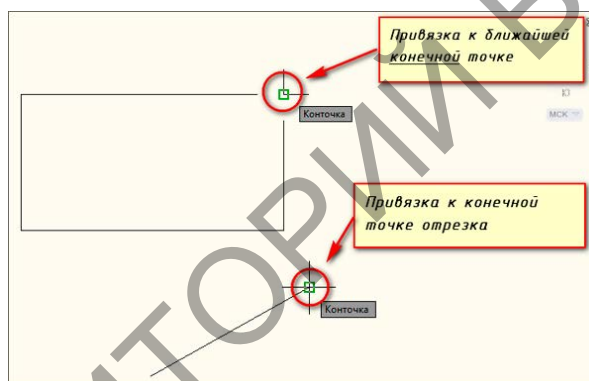 Привязка к ближайшей
конечной точке
Конточка
Ю
МСК
Привязка к конечной
точке отрезка
Конточка